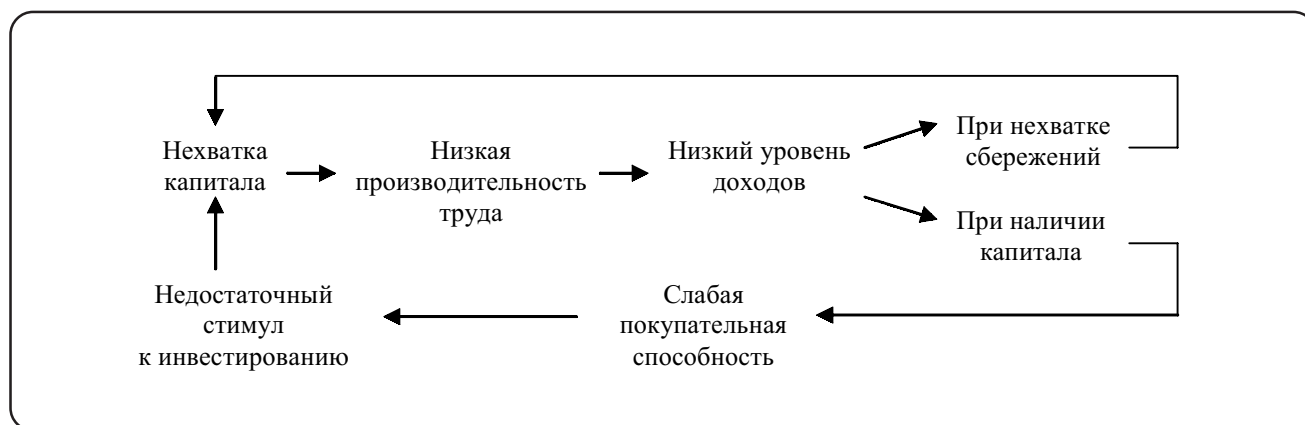 Нехватка
капитала
Низкая
производительность
труда
Низкий уровень
доходов
При нехватке
сбережений
При наличии
капитала
Недостаточный
стимул
к инвестированию
Слабая
покупательная
способность